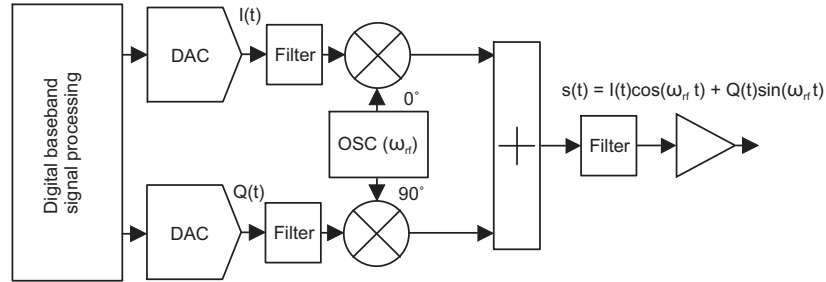 Digital baseband
signal processing
DAC
I(t)
Filter
0°
OSC (ω_rf)
90°
DAC
Q(t)
Filter
+
s(t) = I(t)cos(ω_rf t) + Q(t)sin(ω_rf t)
Filter